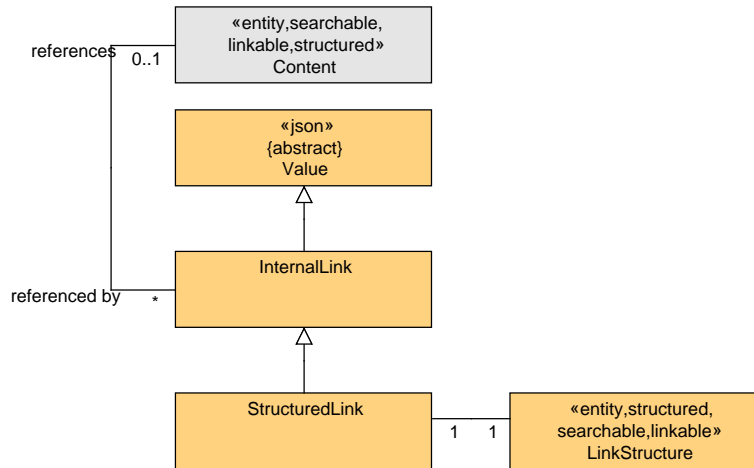 «entity,searchable,
linkable,structured»
Content
references
0..1
«json»
{abstract}
Value
InternalLink
referenced by
*
StructuredLink
1
1
«entity,structured,
searchable,linkable»
LinkStructure